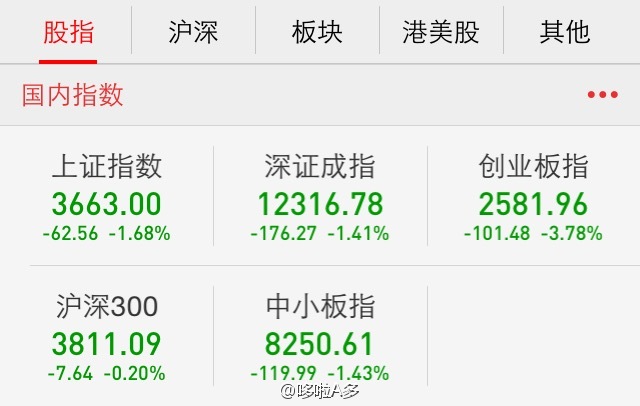 股指 沪深 板块 港美股 其他
国内指数 •••
上证指数 深证成指 创业板指
3663.00 12316.78 2581.96
-62.56 -1.68% -176.27 -1.41% -101.48 -3.78%
沪深300 中小板指
3811.09 8250.61
-7.64 -0.20% -119.99 -1.43%
@哆啦A多